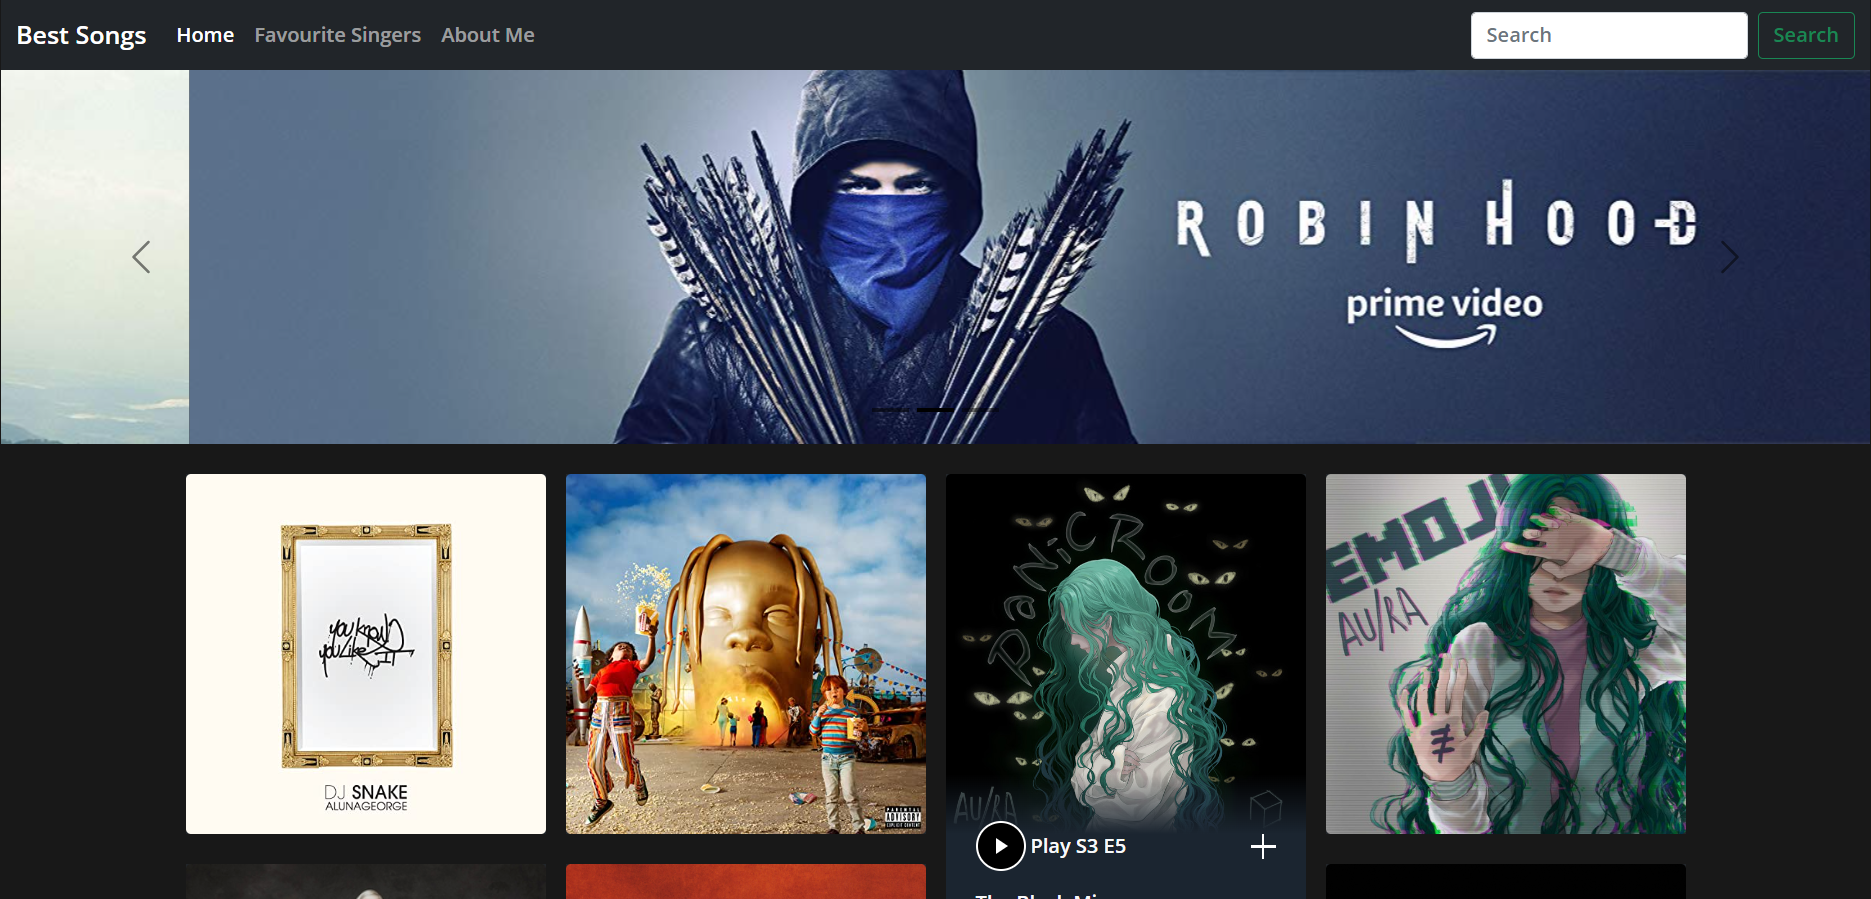 Best Songs Home Favourite Singers About Me Search Search
ROBIN HOOD
prime video
you know
you like it
DJ SNAKE
ALUNAGEORGE
PARENTAL
ADVISORY
EXPLICIT CONTENT
PANiC ROOM
AU/RA
EMOJI
AU/RA
≠
Play S3 E5